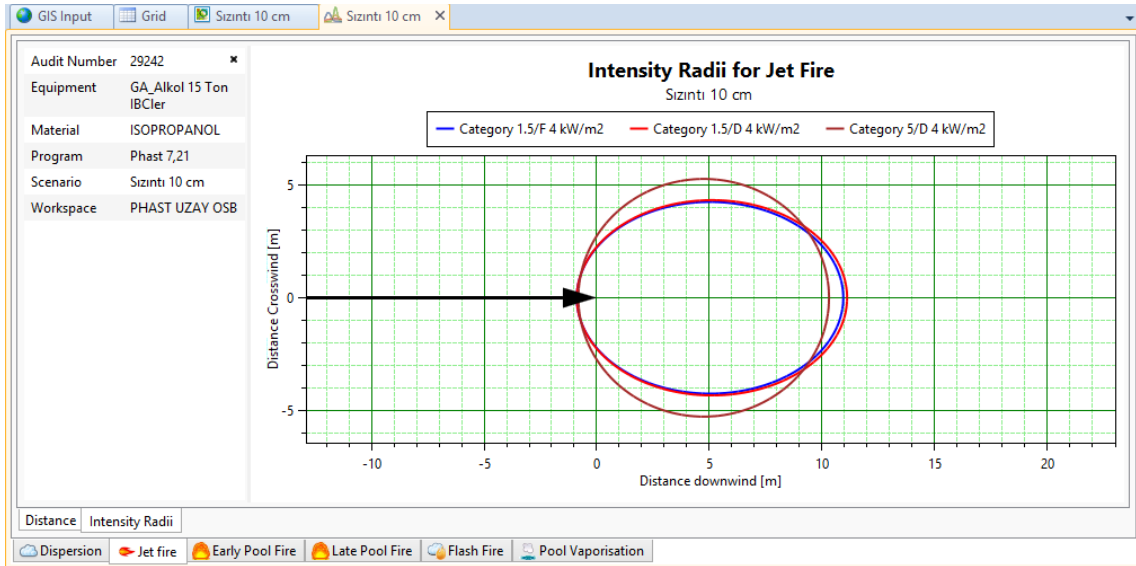 GIS Input
Grid
Sızıntı 10 cm
Sızıntı 10 cm
Audit Number 29242
Equipment GA_Alkol 15 Ton
IBCler
Material ISOPROPANOL
Program Phast 7,21
Scenario Sızıntı 10 cm
Workspace PHAST UZAY OSB
Intensity Radii for Jet Fire
Sızıntı 10 cm
Category 1.5/F 4 kW/m2 Category 1.5/D 4 kW/m2 Category 5/D 4 kW/m2
Distance Crosswind [m]
5
0
-5
-10 -5 0 5 10 15 20
Distance downwind [m]
Distance Intensity Radii
Dispersion Jet fire Early Pool Fire Late Pool Fire Flash Fire Pool Vaporisation